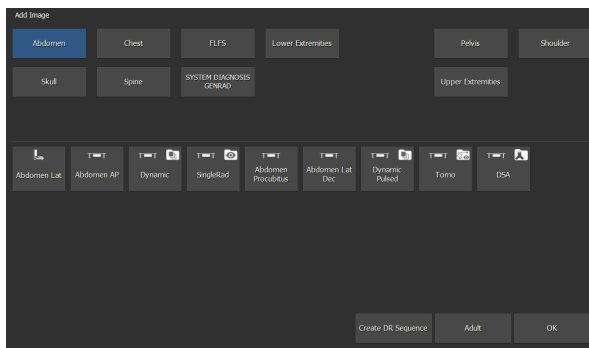 Add Image
Abdomen
Chest
FLFS
Lower Extremities
Pelvis
Shoulder
Skull
Spine
SYSTEM DIAGNOSIS
GENRAD
Upper Extremities
Abdomen Lat
Abdomen AP
Dynamic
SingleRad
Abdomen
Procubitus
Abdomen Lat
Dec
Dynamic
Pulsed
Tomo
DSA
Create DR Sequence
Adult
OK